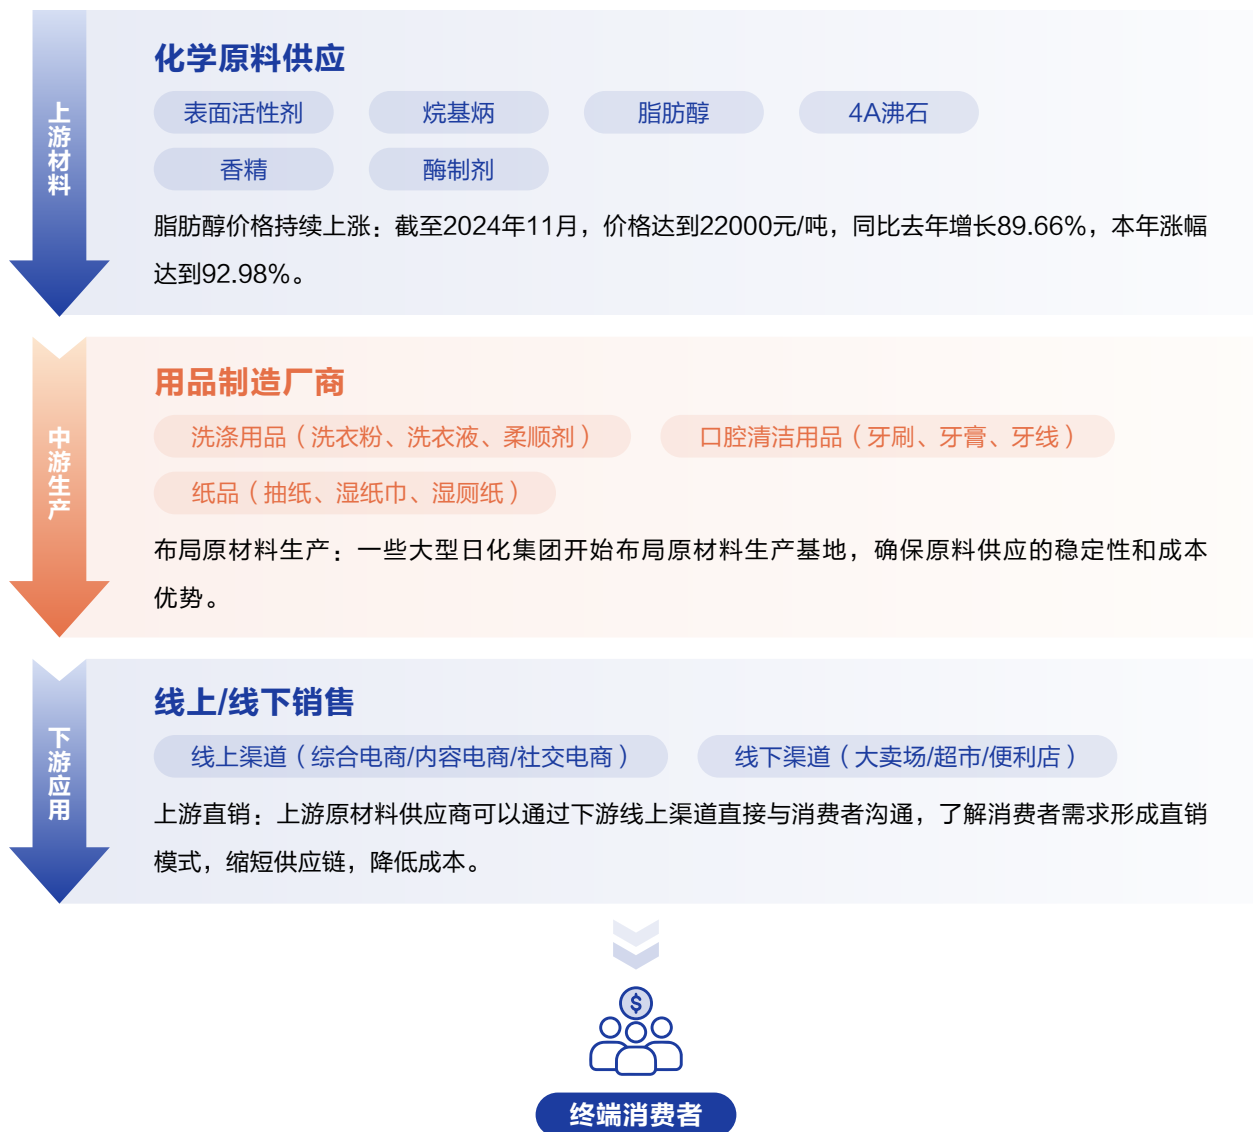 上游材料
化学原料供应
表面活性剂
烷基炳
脂肪醇
4A沸石
香精
酶制剂
脂肪醇价格持续上涨：截至2024年11月，价格达到22000元/吨，同比去年增长89.66%，本年涨幅
达到92.98%。
中游生产
用品制造厂商
洗涤用品（洗衣粉、洗衣液、柔顺剂）
口腔清洁用品（牙刷、牙膏、牙线）
纸品（抽纸、湿纸巾、湿厕纸）
布局原材料生产：一些大型日化集团开始布局原材料生产基地，确保原料供应的稳定性和成本
优势。
下游应用
线上/线下销售
线上渠道（综合电商/内容电商/社交电商）
线下渠道（大卖场/超市/便利店）
上游直销：上游原材料供应商可以通过下游线上渠道直接与消费者沟通，了解消费者需求形成直销
模式，缩短供应链，降低成本。
$
终端消费者